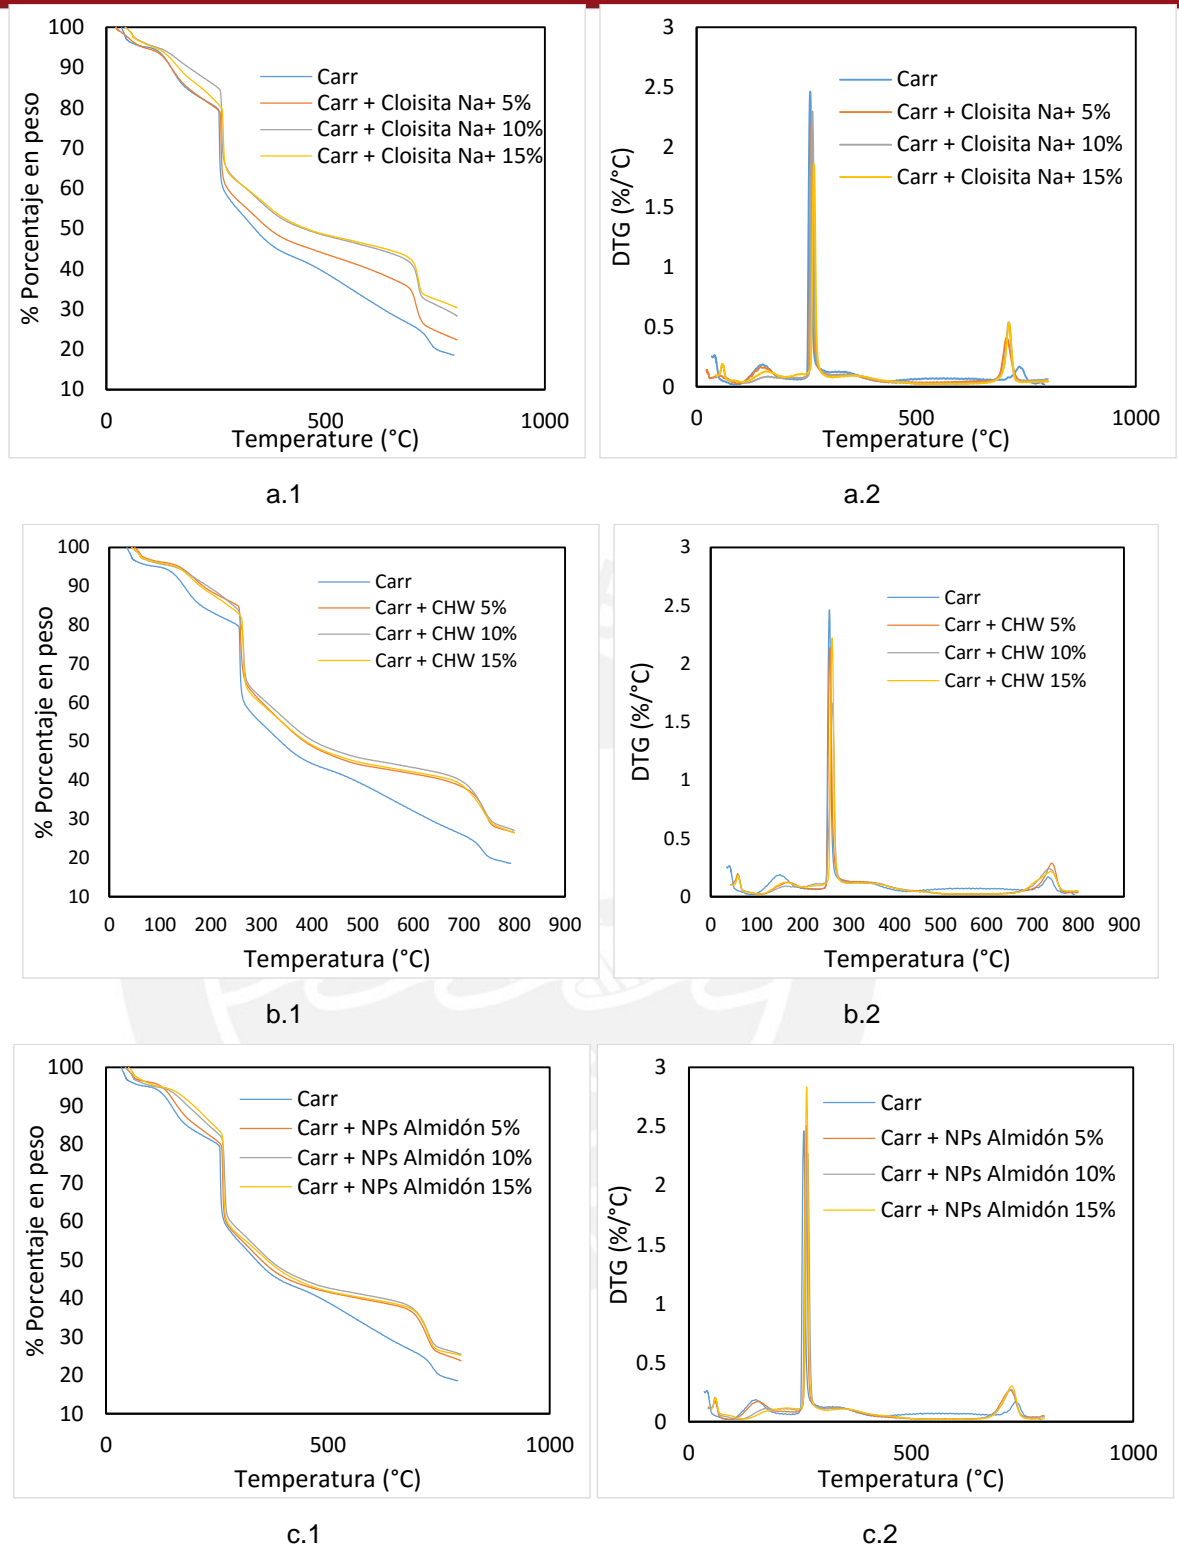 100
90
80
70
60
50
40
30
20
10
0
500
1000
% Porcentaje en peso
Temperature (°C)
Carr
Carr + Cloisita Na+ 5%
Carr + Cloisita Na+ 10%
Carr + Cloisita Na+ 15%
a.1
3
2.5
2
1.5
1
0.5
0
0
500
1000
DTG (%/°C)
Temperature (°C)
Carr
Carr + Cloisita Na+ 5%
Carr + Cloisita Na+ 10%
Carr + Cloisita Na+ 15%
a.2
100
90
80
70
60
50
40
30
20
10
0 100 200 300 400 500 600 700 800 900
% Porcentaje en peso
Temperatura (°C)
Carr
Carr + CHW 5%
Carr + CHW 10%
Carr + CHW 15%
b.1
3
2.5
2
1.5
1
0.5
0
0 100 200 300 400 500 600 700 800 900
DTG (%/°C)
Temperatura (°C)
Carr
Carr + CHW 5%
Carr + CHW 10%
Carr + CHW 15%
b.2
100
90
80
70
60
50
40
30
20
10
0
500
1000
% Porcentaje en peso
Temperatura (°C)
Carr
Carr + NPs Almidón 5%
Carr + NPs Almidón 10%
Carr + NPs Almidón 15%
c.1
3
2.5
2
1.5
1
0.5
0
0
500
1000
DTG (%/°C)
Temperatura (°C)
Carr
Carr + NPs Almidón 5%
Carr + NPs Almidón 10%
Carr + NPs Almidón 15%
c.2